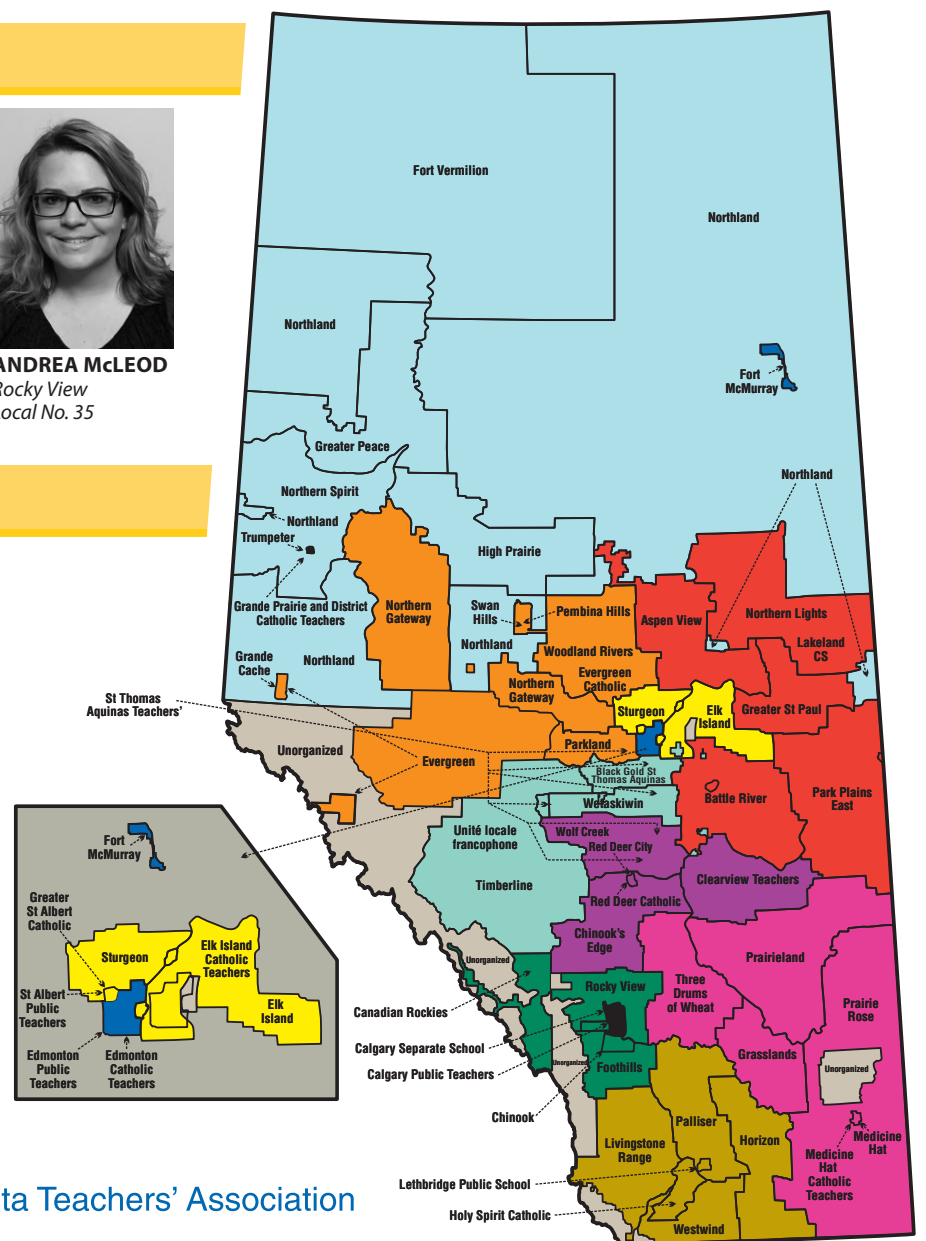 ANDREA McLEOD
Rocky View
Local No. 35
Fort Vermilion
Northland
Northland
Fort
McMurray
Greater Peace
Northland
Northern Spirit
Northland
Trumpeter
High Prairie
Grande Prairie and District
Catholic Teachers
Northern
Gateway
Swan
Hills
Pembina Hills
Aspen View
Northern Lights
Northland
Woodland Rivers
Lakeland
CS
Grande
Cache
Northland
Evergreen
Catholic
Northern
Gateway
St Thomas
Aquinas Teachers'
Sturgeon
Elk
Island
Greater St Paul
Unorganized
Evergreen
Parkland
Black Gold St
Thomas Aquinas
Wetaskiwin
Battle River
Park Plains
East
Unité locale
francophone
Wolf Creek
Red Deer City
Timberline
Clearview Teachers
Red Deer Catholic
Chinook's
Edge
Unorganized
Prairieland
Rocky View
Three
Drums
of Wheat
Prairie
Rose
Canadian Rockies
Calgary Separate School
Calgary Public Teachers
Unorganized
Foothills
Grasslands
Unorganized
Chinook
Palliser
Horizon
Livingstone
Range
Medicine
Hat
Medicine
Hat
Catholic
Teachers
Lethbridge Public School
Holy Spirit Catholic
Westwind
Fort
McMurray
Greater
St Albert
Catholic
Sturgeon
Elk Island
Catholic
Teachers
St Albert
Public
Teachers
Elk
Island
Edmonton
Public
Teachers
Edmonton
Catholic
Teachers
ta Teachers' Association